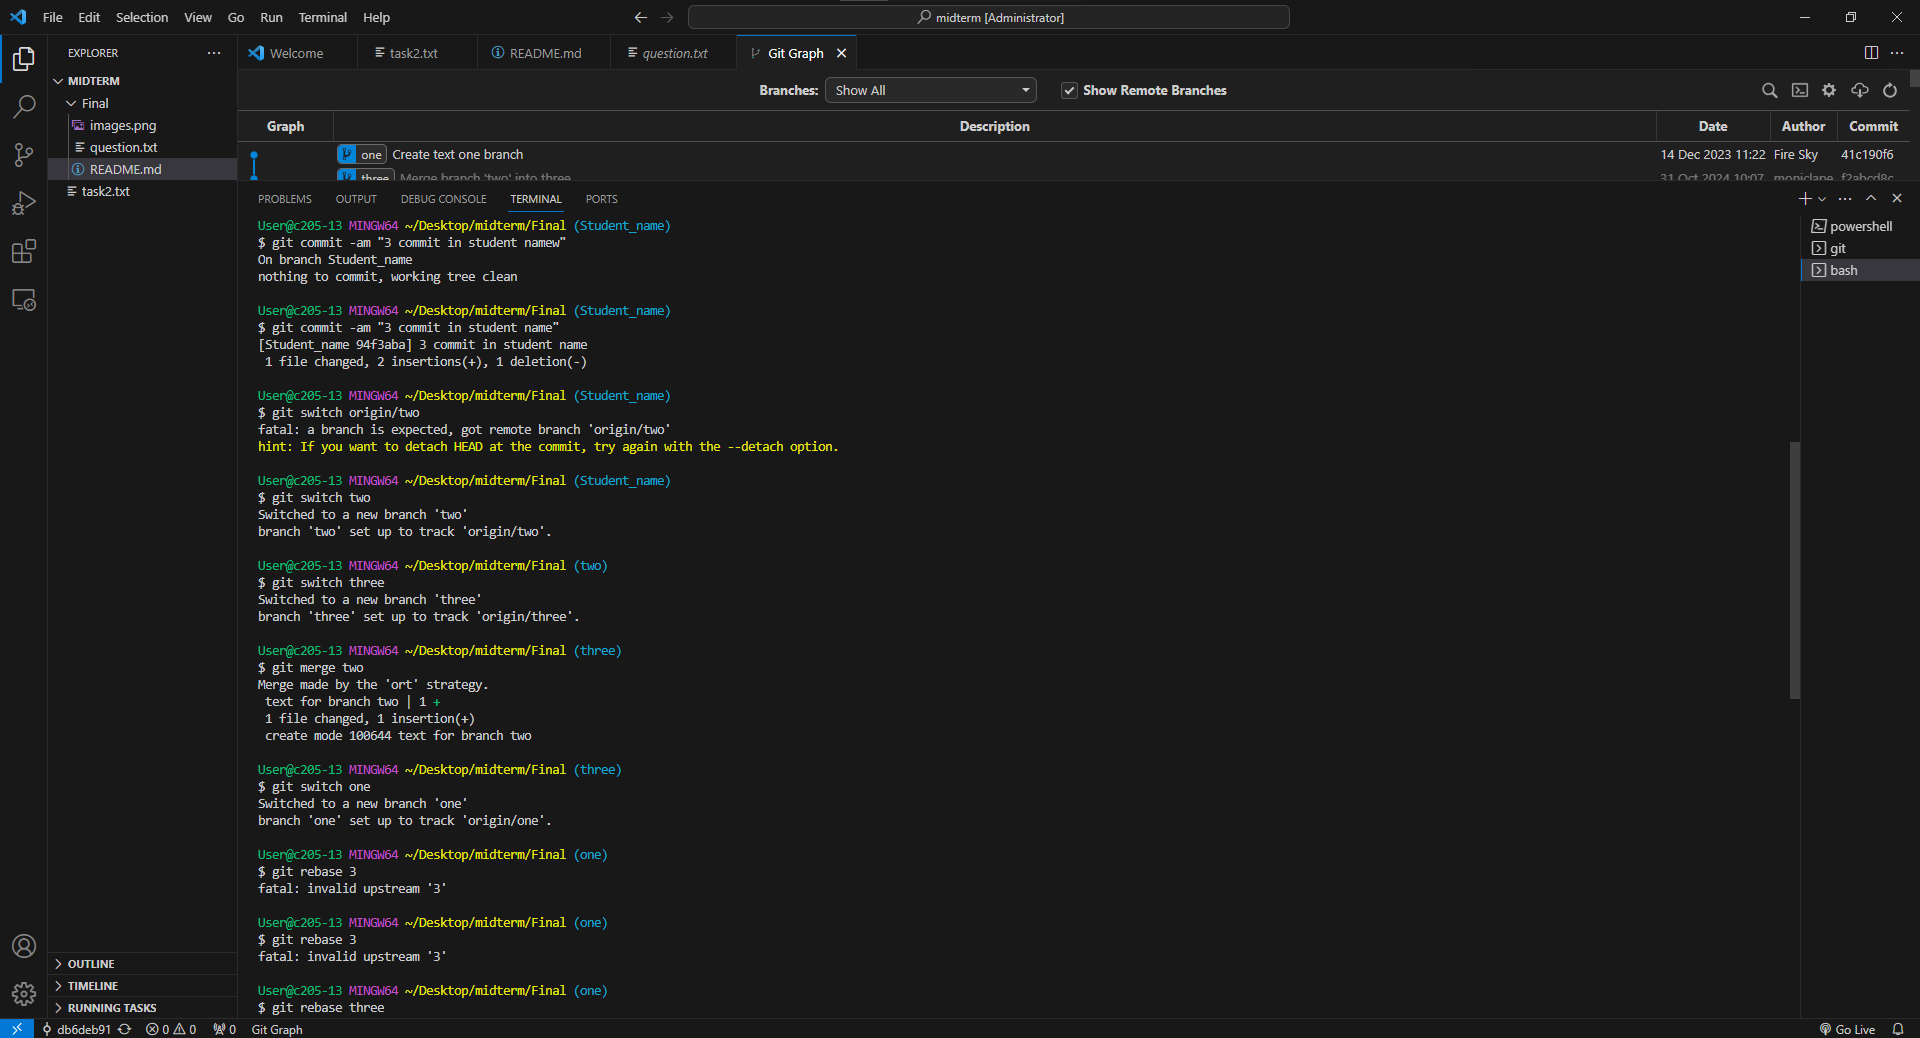 File Edit Selection View Go Run Terminal Help
midterm [Administrator]
EXPLORER
MIDTERM
Final
images.png
question.txt
README.md
task2.txt
Welcome
task2.txt
README.md
question.txt
Git Graph
Branches: Show All Show Remote Branches
Graph Description Date Author Commit
one Create text one branch 14 Dec 2023 11:22 Fire Sky 41c190f6
three Merge branch 'two' into three 31 Oct 2024 10:07 moniclape f2abcd8c
PROBLEMS OUTPUT DEBUG CONSOLE TERMINAL PORTS
User@c205-13 MINGW64 ~/Desktop/midterm/Final (Student_name)
$ git commit -am "3 commit in student namew"
On branch Student_name
nothing to commit, working tree clean
User@c205-13 MINGW64 ~/Desktop/midterm/Final (Student_name)
$ git commit -am "3 commit in student name"
[Student_name 94f3aba] 3 commit in student name
1 file changed, 2 insertions(+), 1 deletion(-)
User@c205-13 MINGW64 ~/Desktop/midterm/Final (Student_name)
$ git switch origin/two
fatal: a branch is expected, got remote branch 'origin/two'
hint: If you want to detach HEAD at the commit, try again with the --detach option.
User@c205-13 MINGW64 ~/Desktop/midterm/Final (Student_name)
$ git switch two
Switched to a new branch 'two'
branch 'two' set up to track 'origin/two'.
User@c205-13 MINGW64 ~/Desktop/midterm/Final (two)
$ git switch three
Switched to a new branch 'three'
branch 'three' set up to track 'origin/three'.
User@c205-13 MINGW64 ~/Desktop/midterm/Final (three)
$ git merge two
Merge made by the 'ort' strategy.
text for branch two | 1 +
1 file changed, 1 insertion(+)
create mode 100644 text for branch two
User@c205-13 MINGW64 ~/Desktop/midterm/Final (three)
$ git switch one
Switched to a new branch 'one'
branch 'one' set up to track 'origin/one'.
User@c205-13 MINGW64 ~/Desktop/midterm/Final (one)
$ git rebase 3
fatal: invalid upstream '3'
User@c205-13 MINGW64 ~/Desktop/midterm/Final (one)
$ git rebase 3
fatal: invalid upstream '3'
User@c205-13 MINGW64 ~/Desktop/midterm/Final (one)
$ git rebase three
powershell
git
bash
OUTLINE
TIMELINE
RUNNING TASKS
db6deb91 0 0 0 Git Graph Go Live